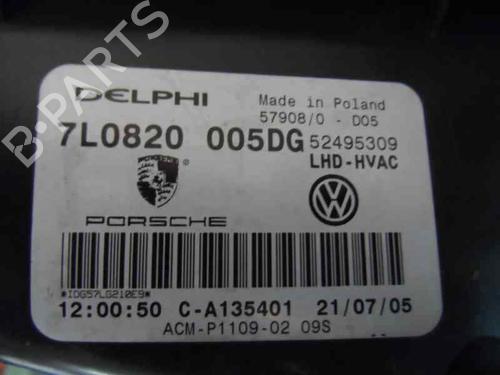 B-PARTS
DELPHI
Made in Poland
57908/0 - D05
7L0820 005DG 52495309
LHD-HVAC
PORSCHE
*IDG57LG210E9*
12:00:50 C-A135401 21/07/05
ACM-P1109-02 09S